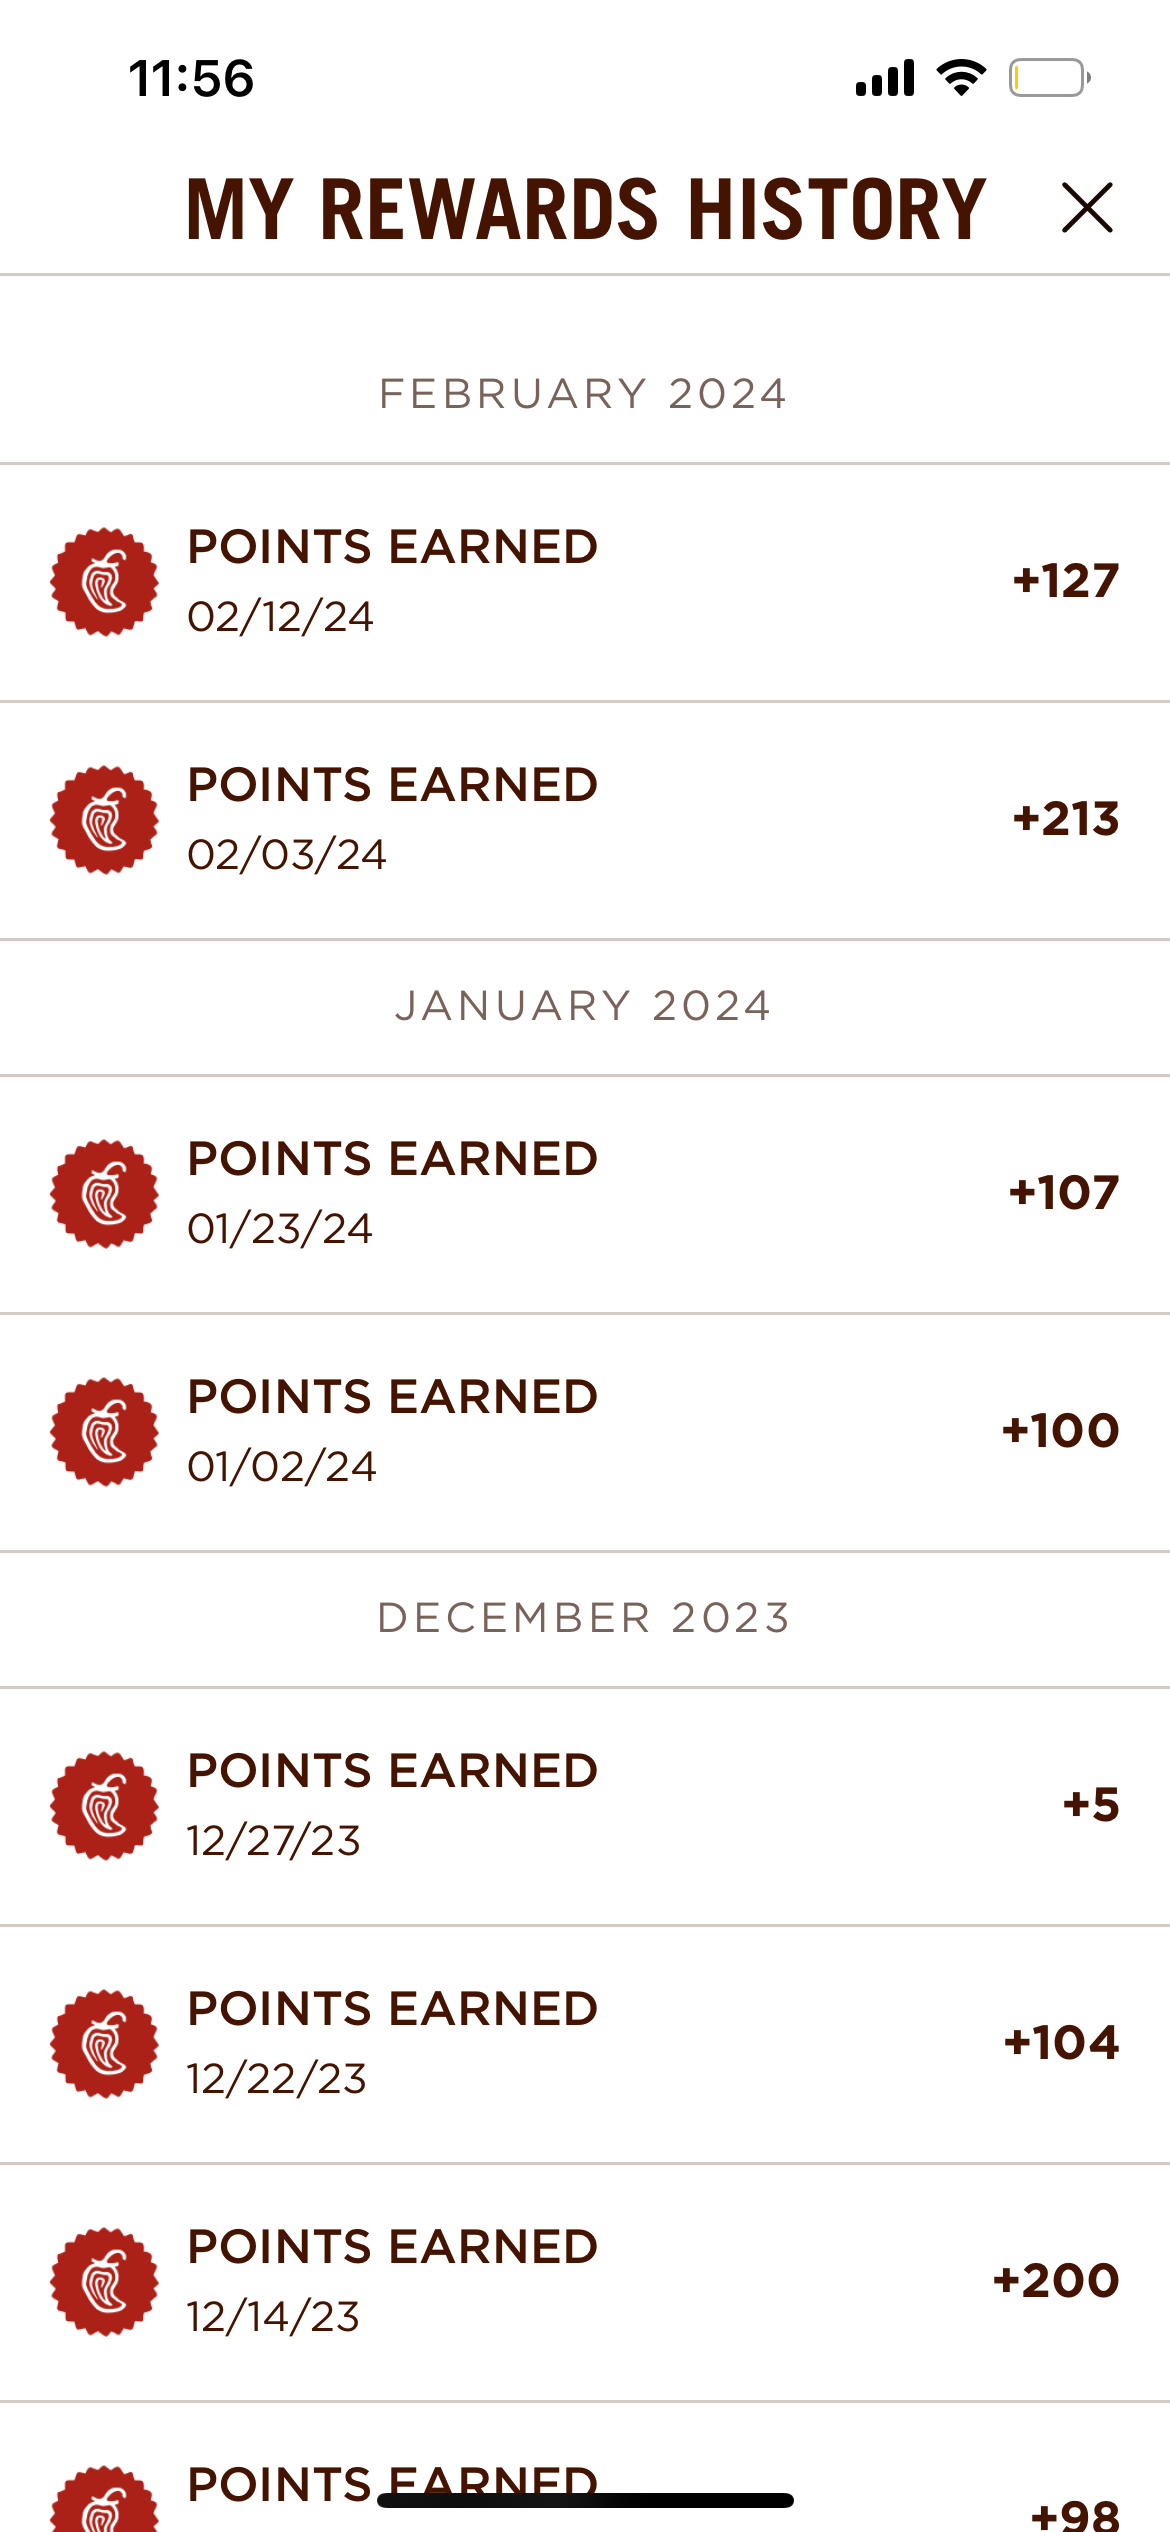 11:56
MY REWARDS HISTORY
FEBRUARY 2024
POINTS EARNED
+127
02/12/24
POINTS EARNED
+213
02/03/24
JANUARY 2024
POINTS EARNED
+107
01/23/24
POINTS EARNED
+100
01/02/24
DECEMBER 2023
POINTS EARNED
+5
12/27/23
POINTS EARNED
+104
12/22/23
POINTS EARNED
+200
12/14/23
POINTS EARNED
+98